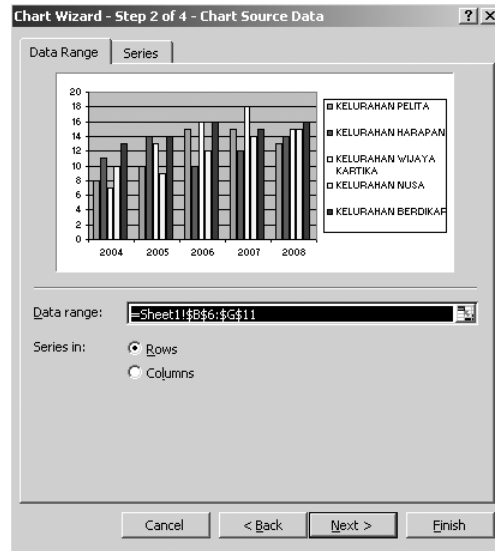 Chart Wizard - Step 2 of 4 - Chart Source Data
Data Range
Series
20
18
16
14
12
10
8
6
4
2
0
2004 2005 2006 2007 2008
KELURAHAN PELITA
KELURAHAN HARAPAN
KELURAHAN WIJAYA
KARTIKA
KELURAHAN NUSA
KELURAHAN BERDIKAR
Data range:
=Sheet1!$B$6:$G$11
Series in:
Rows
Columns
Cancel
< Back
Next >
Finish